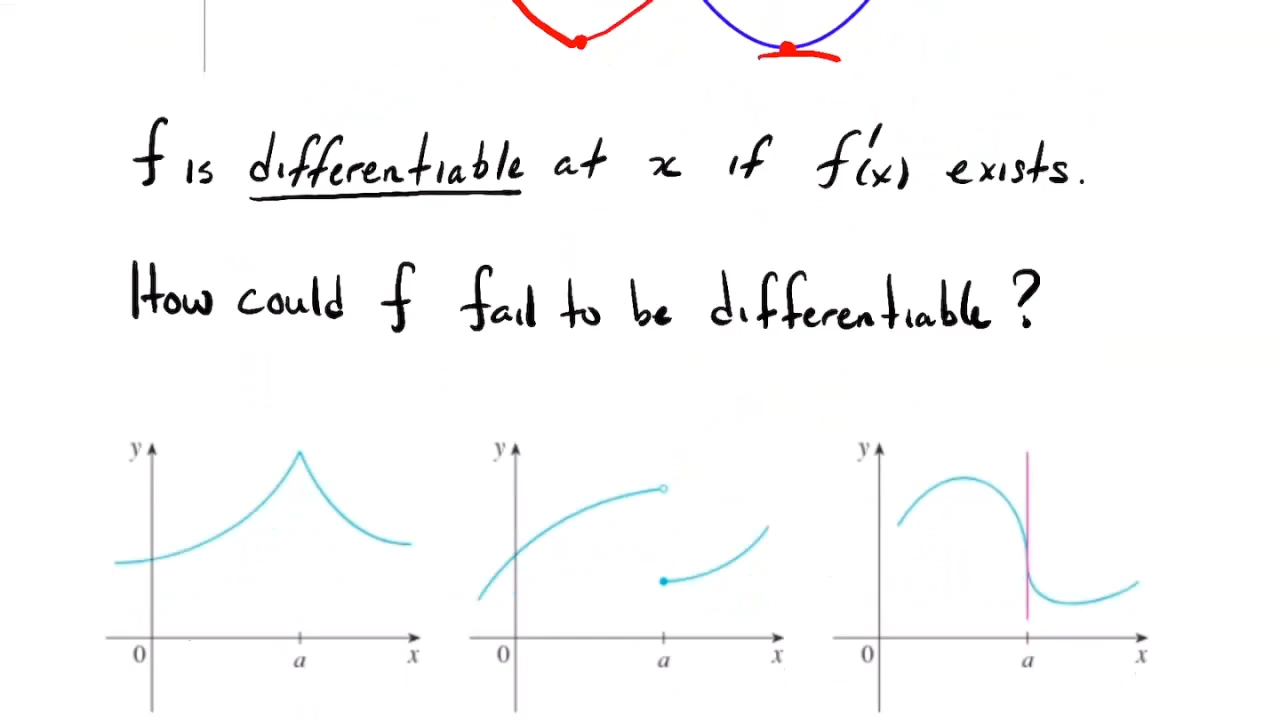 f is differentiable at x if f'(x) exists.
How could f fail to be differentiable?
y
y
y
0
a
x
0
a
x
0
a
x